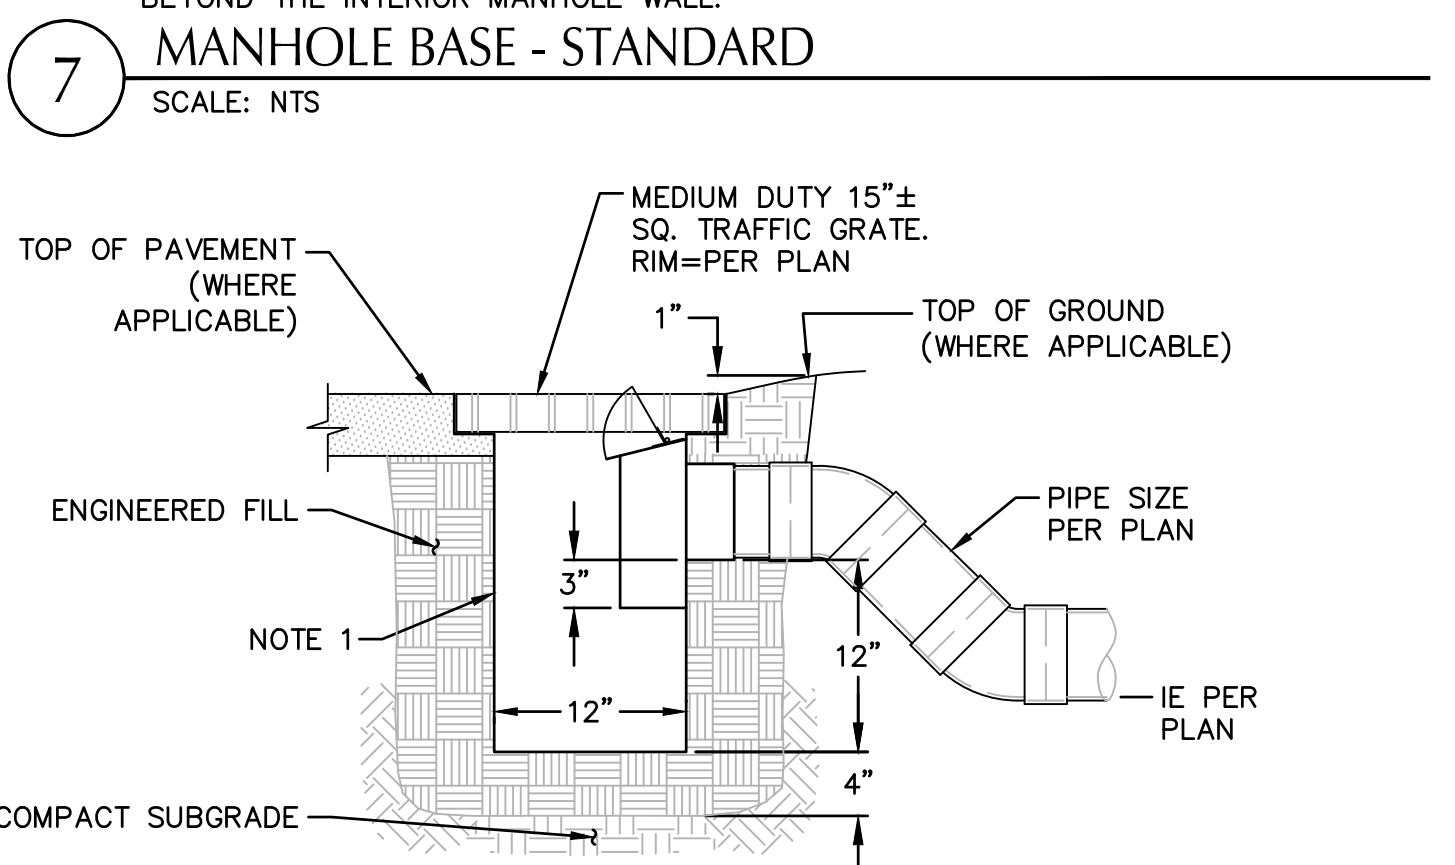 BEYOND THE INTERIOR MANHOLE WALL.
7
MANHOLE BASE - STANDARD
SCALE: NTS
MEDIUM DUTY 15"±
SQ. TRAFFIC GRATE.
RIM=PER PLAN
TOP OF PAVEMENT
(WHERE
APPLICABLE)
1"
TOP OF GROUND
(WHERE APPLICABLE)
ENGINEERED FILL
PIPE SIZE
PER PLAN
3"
NOTE 1
12"
12"
IE PER
PLAN
4"
COMPACT SUBGRADE